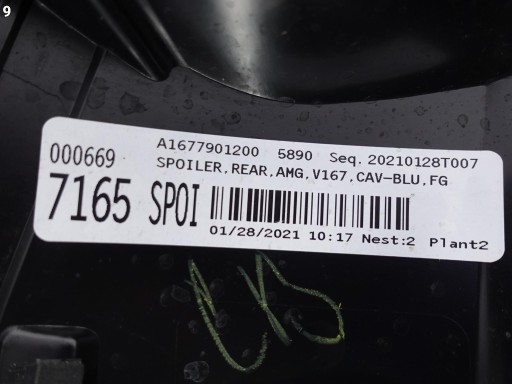 9
000669
A1677901200 5890 Seq. 20210128T007
SPOILER,REAR,AMG,V167,CAV-BLU,FG
7165 SPOI
01/28/2021 10:17 Nest:2 Plant2